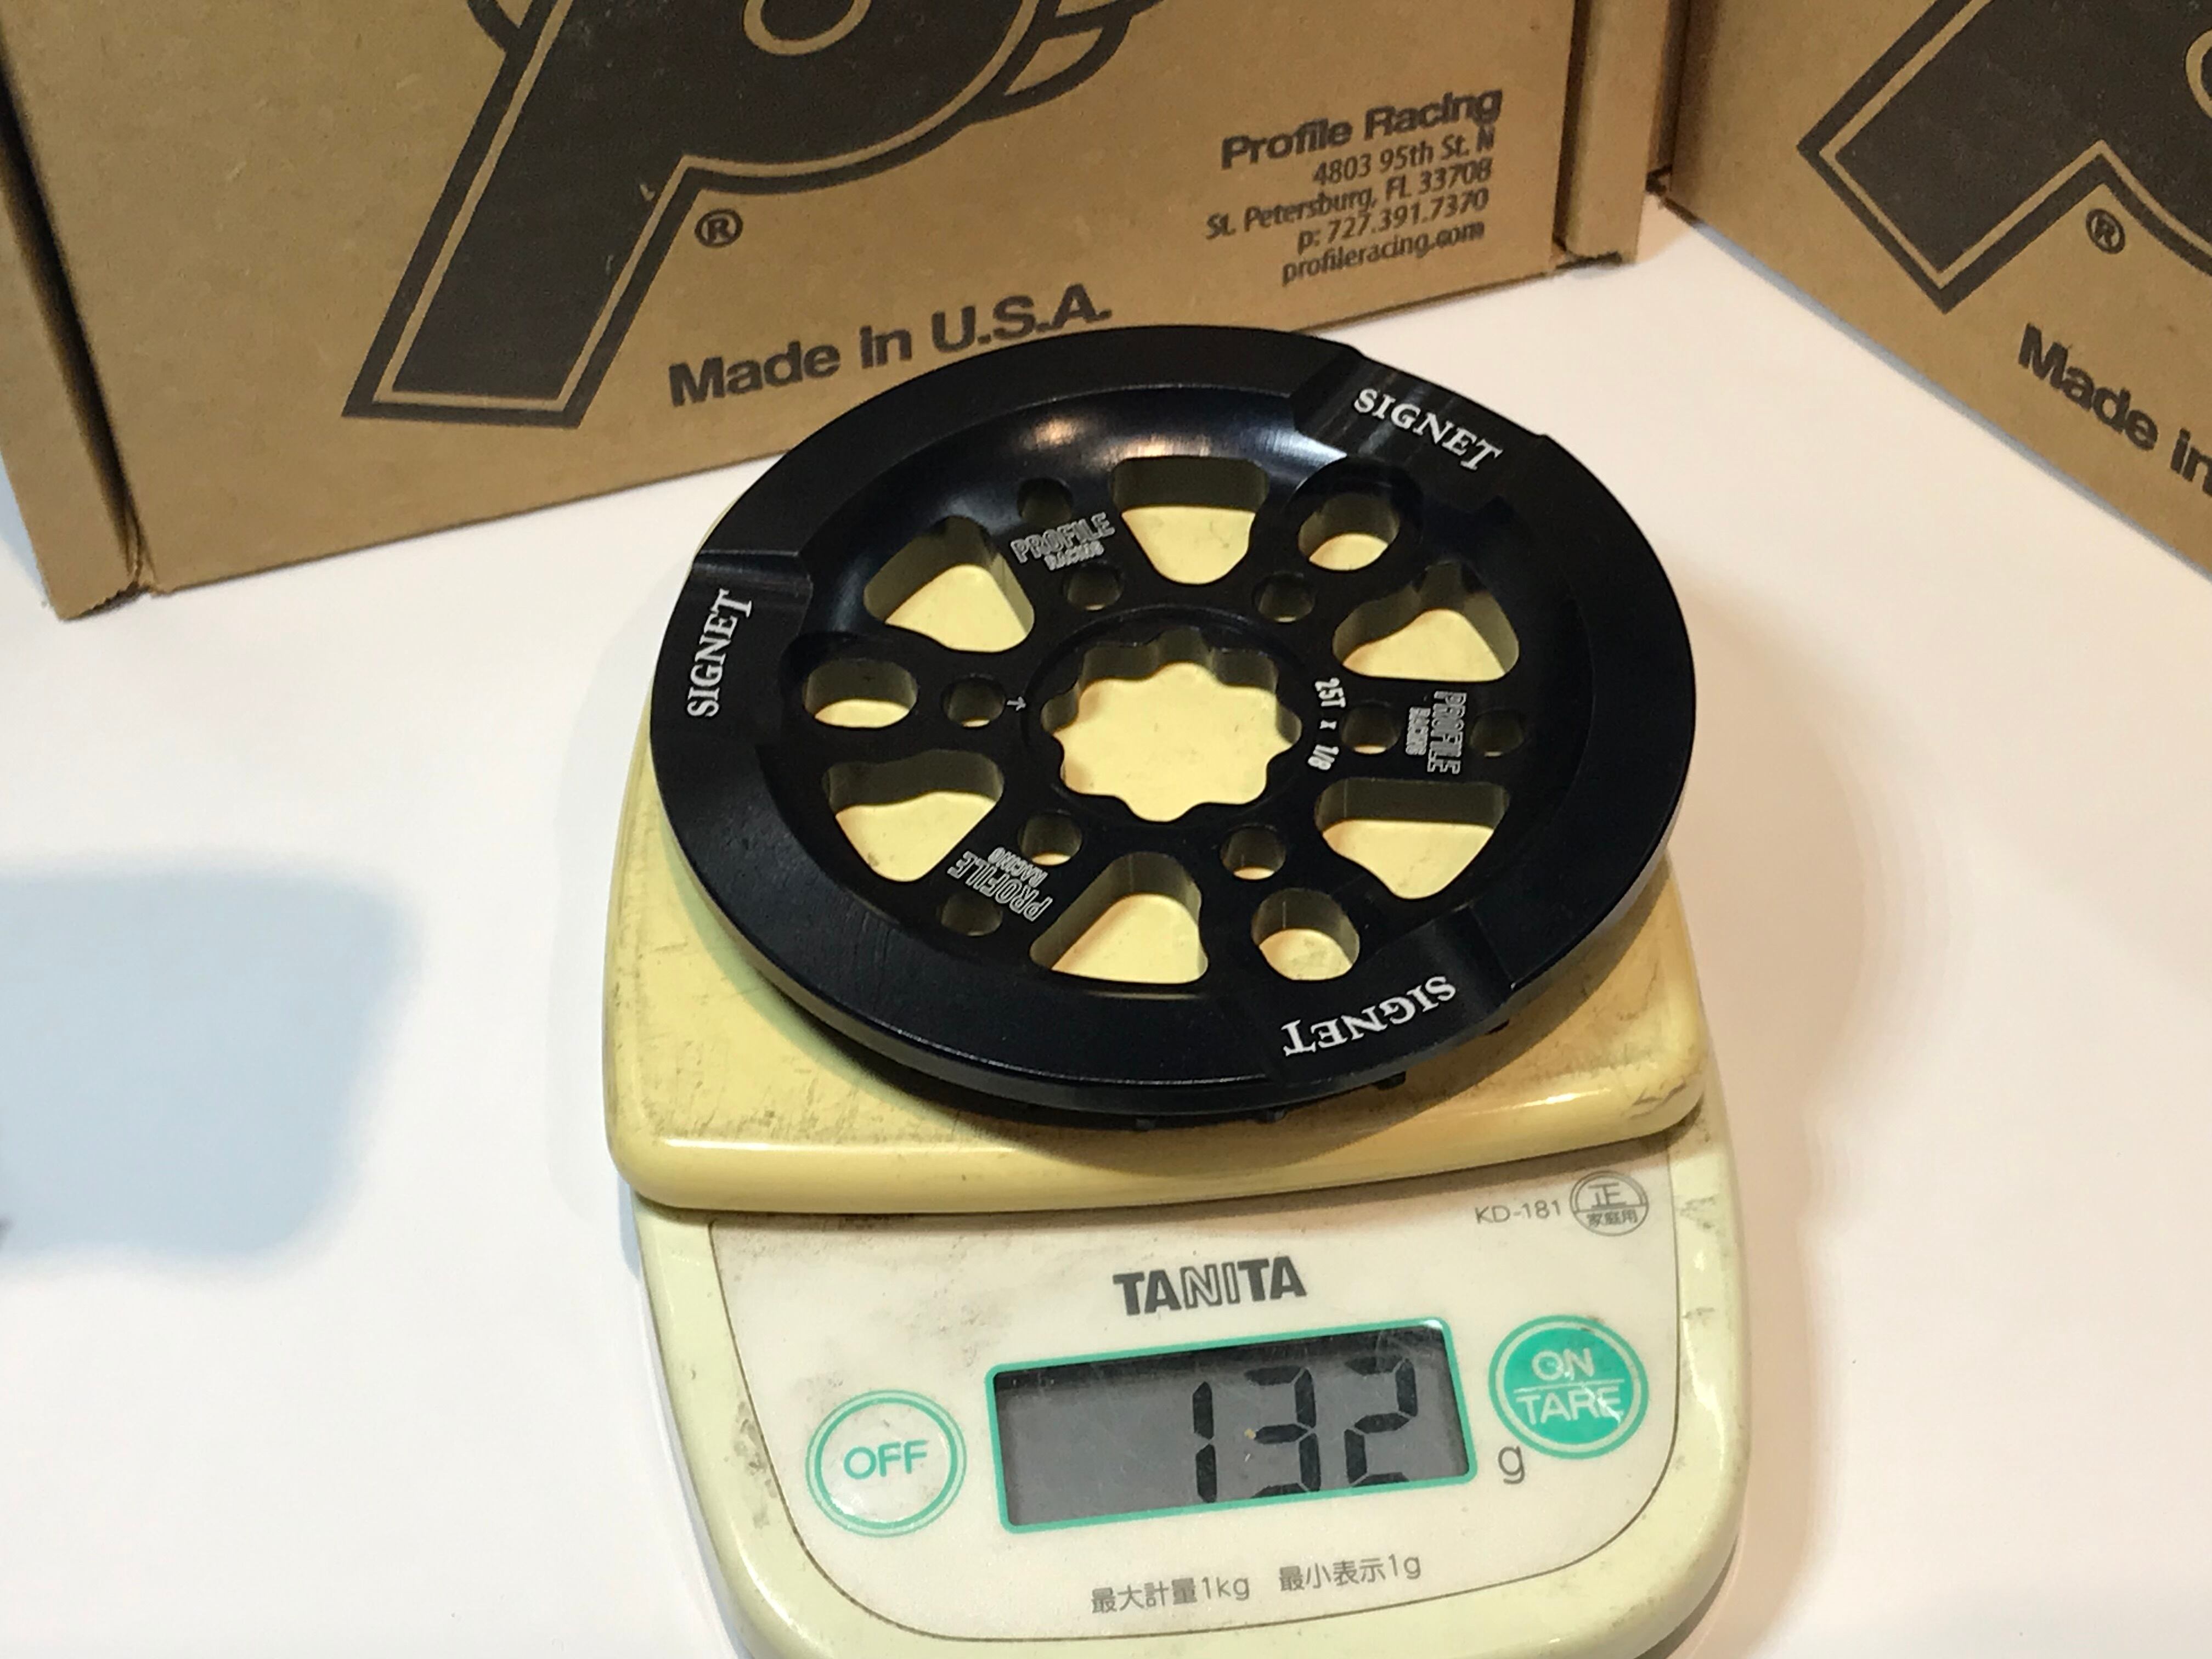 Profile Racing
4803 95th St. N
St. Petersburg, FL 33708
p: 727.391.7370
profileracing.com
®
Made in U.S.A.
®
Made in
SIGNET
PROFILE
RACING
SIGNET
25T x 1/8
PROFILE
RACING
PROFILE
RACING
SIGNET
KD-181
正
家庭用
TANITA
OFF
132
g
ON
TARE
最大計量1kg 最小表示1g